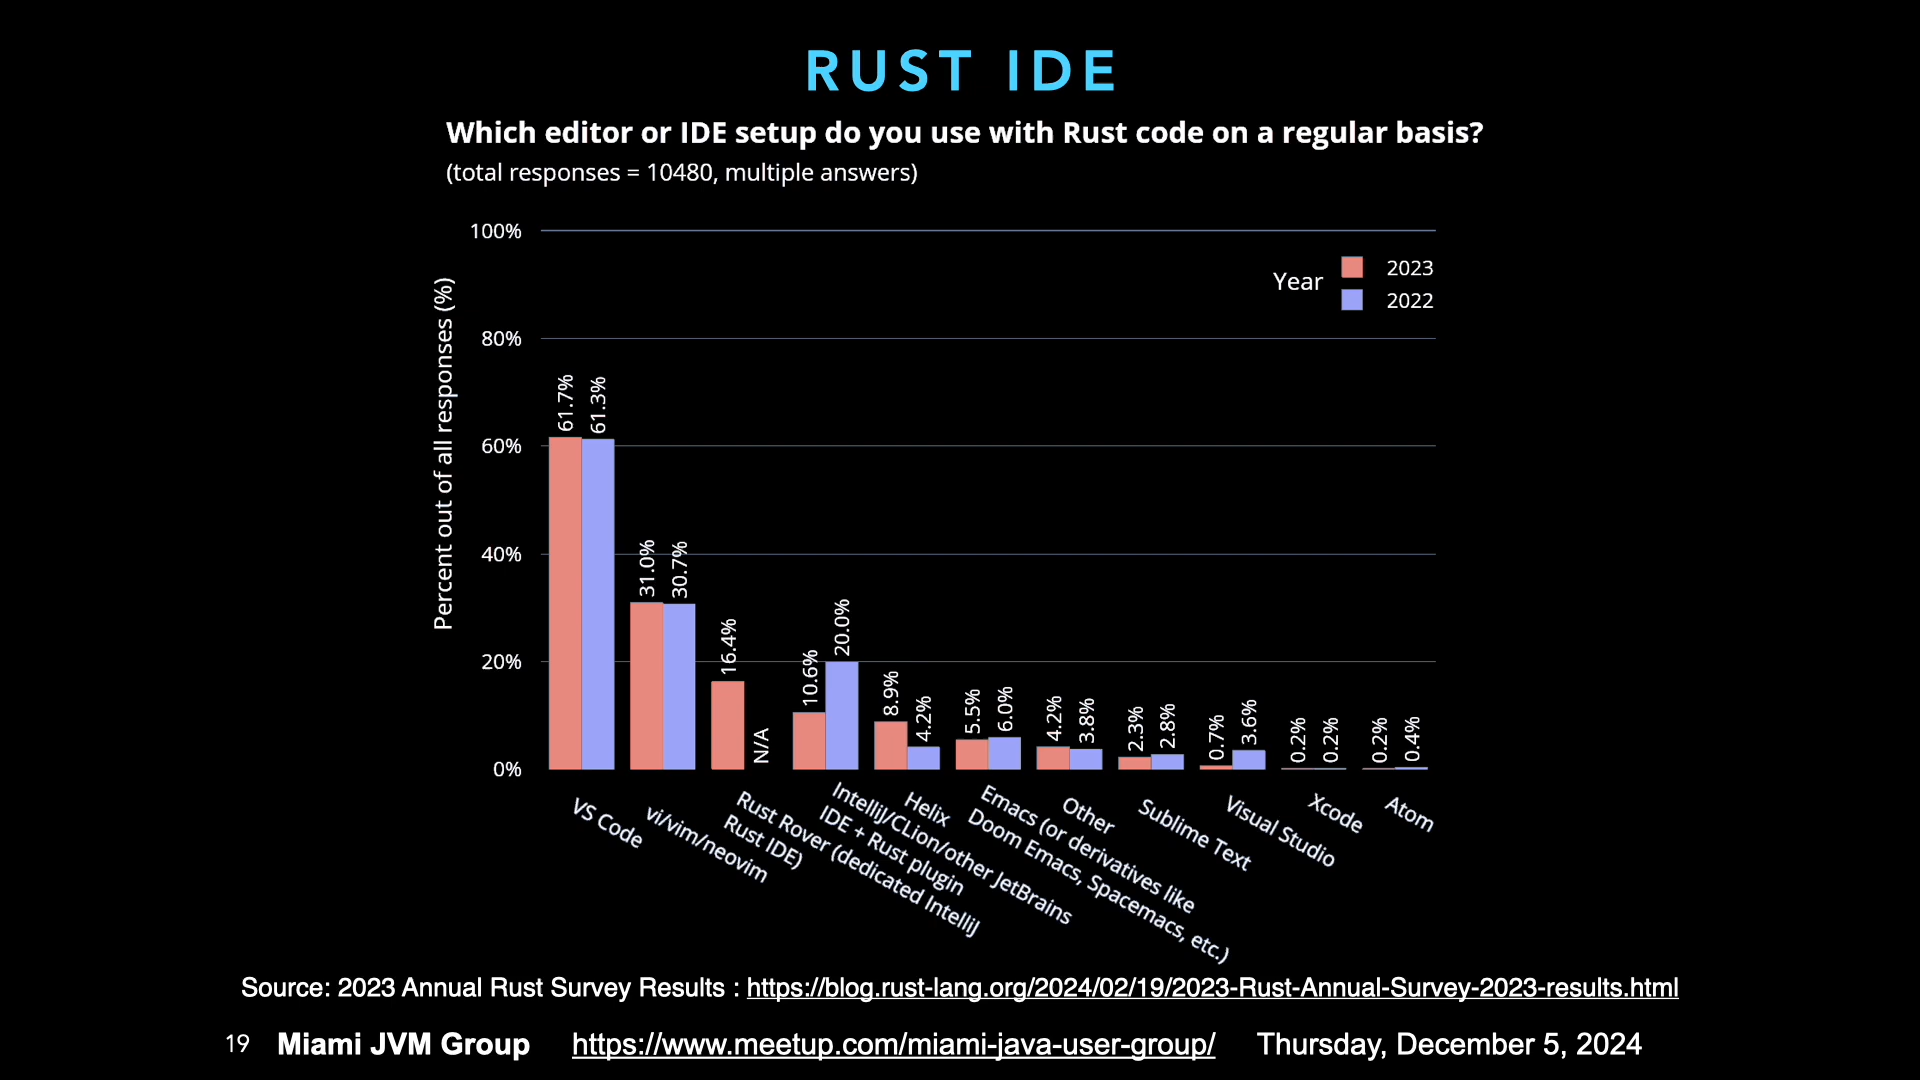 RUST IDE
Which editor or IDE setup do you use with Rust code on a regular basis?
(total responses = 10480, multiple answers)
Percent out of all responses (%)
100%
80%
60%
40%
20%
0%
Year
2023
2022
61.7%
61.3%
31.0%
30.7%
16.4%
N/A
10.6%
20.0%
8.9%
4.2%
5.5%
6.0%
4.2%
3.8%
2.3%
2.8%
0.7%
3.6%
0.2%
0.2%
0.2%
0.4%
VS Code
vi/vim/neovim
Rust Rover (dedicated IntelliJ
Rust IDE)
IntelliJ/CLion/other JetBrains
IDE + Rust plugin
Helix
Emacs (or derivatives like
Doom Emacs, Spacemacs, etc.)
Other
Sublime Text
Visual Studio
Xcode
Atom
Source: 2023 Annual Rust Survey Results : https://blog.rust-lang.org/2024/02/19/2023-Rust-Annual-Survey-2023-results.html
19 Miami JVM Group https://www.meetup.com/miami-java-user-group/ Thursday, December 5, 2024